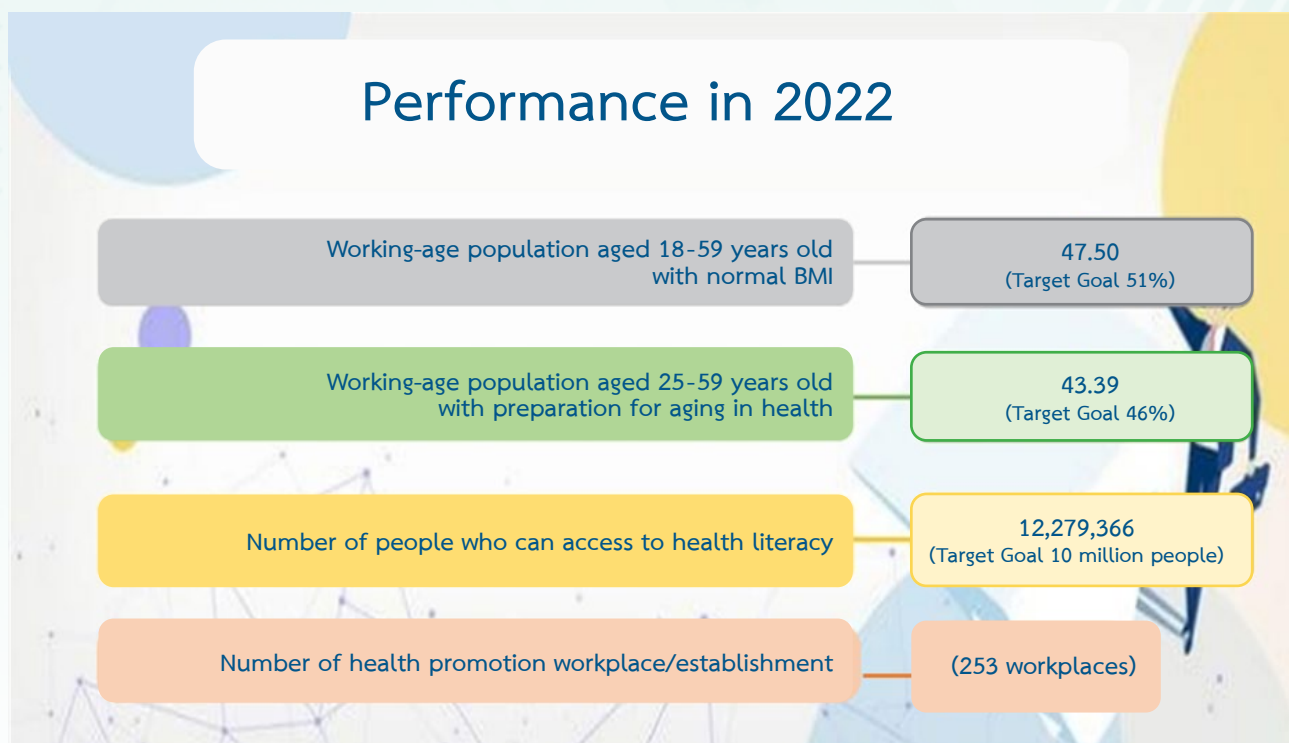 Performance in 2022
Working-age population aged 18-59 years old
with normal BMI
47.50
(Target Goal 51%)
Working-age population aged 25-59 years old
with preparation for aging in health
43.39
(Target Goal 46%)
Number of people who can access to health literacy
12,279,366
(Target Goal 10 million people)
Number of health promotion workplace/establishment
(253 workplaces)